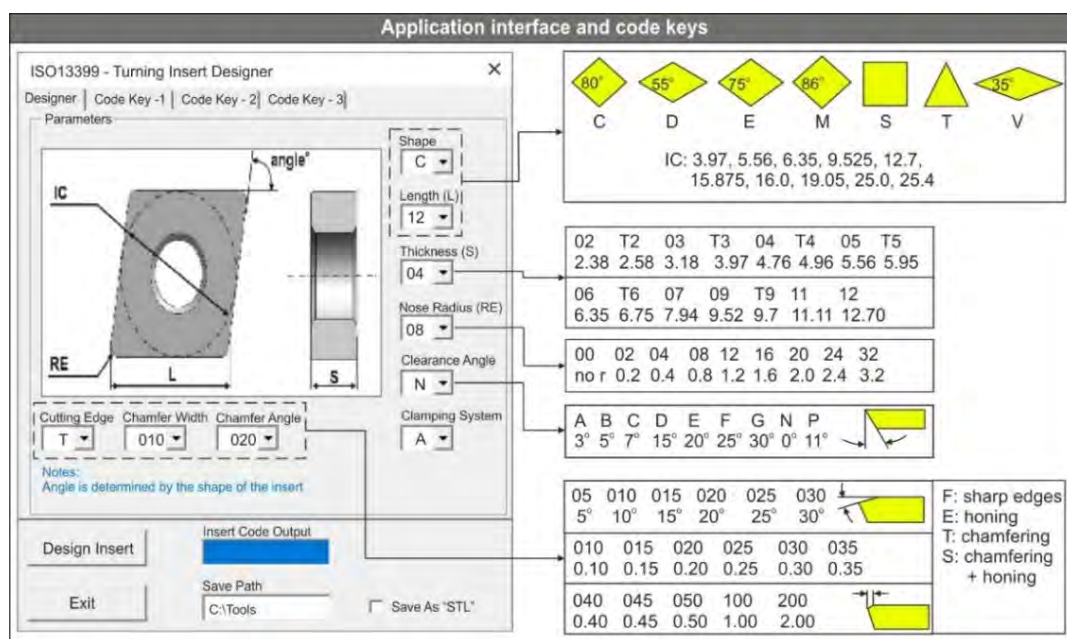 Application interface and code keys
ISO13399 - Turning Insert Designer
×
Designer | Code Key -1 | Code Key - 2| Code Key - 3|
Parameters
angle°
IC
RE
L
S
Shape
C
Length (L)
12
Thickness (S)
04
Nose Radius (RE)
08
Clearance Angle
N
Clamping System
A
Cutting Edge Chamfer Width Chamfer Angle
T 010 020
Notes:
Angle is determined by the shape of the insert
Design Insert
Exit
Insert Code Output
Save Path
C:\Tools
Save As "STL"
80° 55° 75° 86° 35°
C D E M S T V
IC: 3.97, 5.56, 6.35, 9.525, 12.7,
15.875, 16.0, 19.05, 25.0, 25.4
02 T2 03 T3 04 T4 05 T5
2.38 2.58 3.18 3.97 4.76 4.96 5.56 5.95
06 T6 07 09 T9 11 12
6.35 6.75 7.94 9.52 9.7 11.11 12.70
00 02 04 08 12 16 20 24 32
no r 0.2 0.4 0.8 1.2 1.6 2.0 2.4 3.2
A B C D E F G N P
3° 5° 7° 15° 20° 25° 30° 0° 11°
05 010 015 020 025 030
5° 10° 15° 20° 25° 30°
010 015 020 025 030 035
0.10 0.15 0.20 0.25 0.30 0.35
040 045 050 100 200
0.40 0.45 0.50 1.00 2.00
F: sharp edges
E: honing
T: chamfering
S: chamfering
+ honing